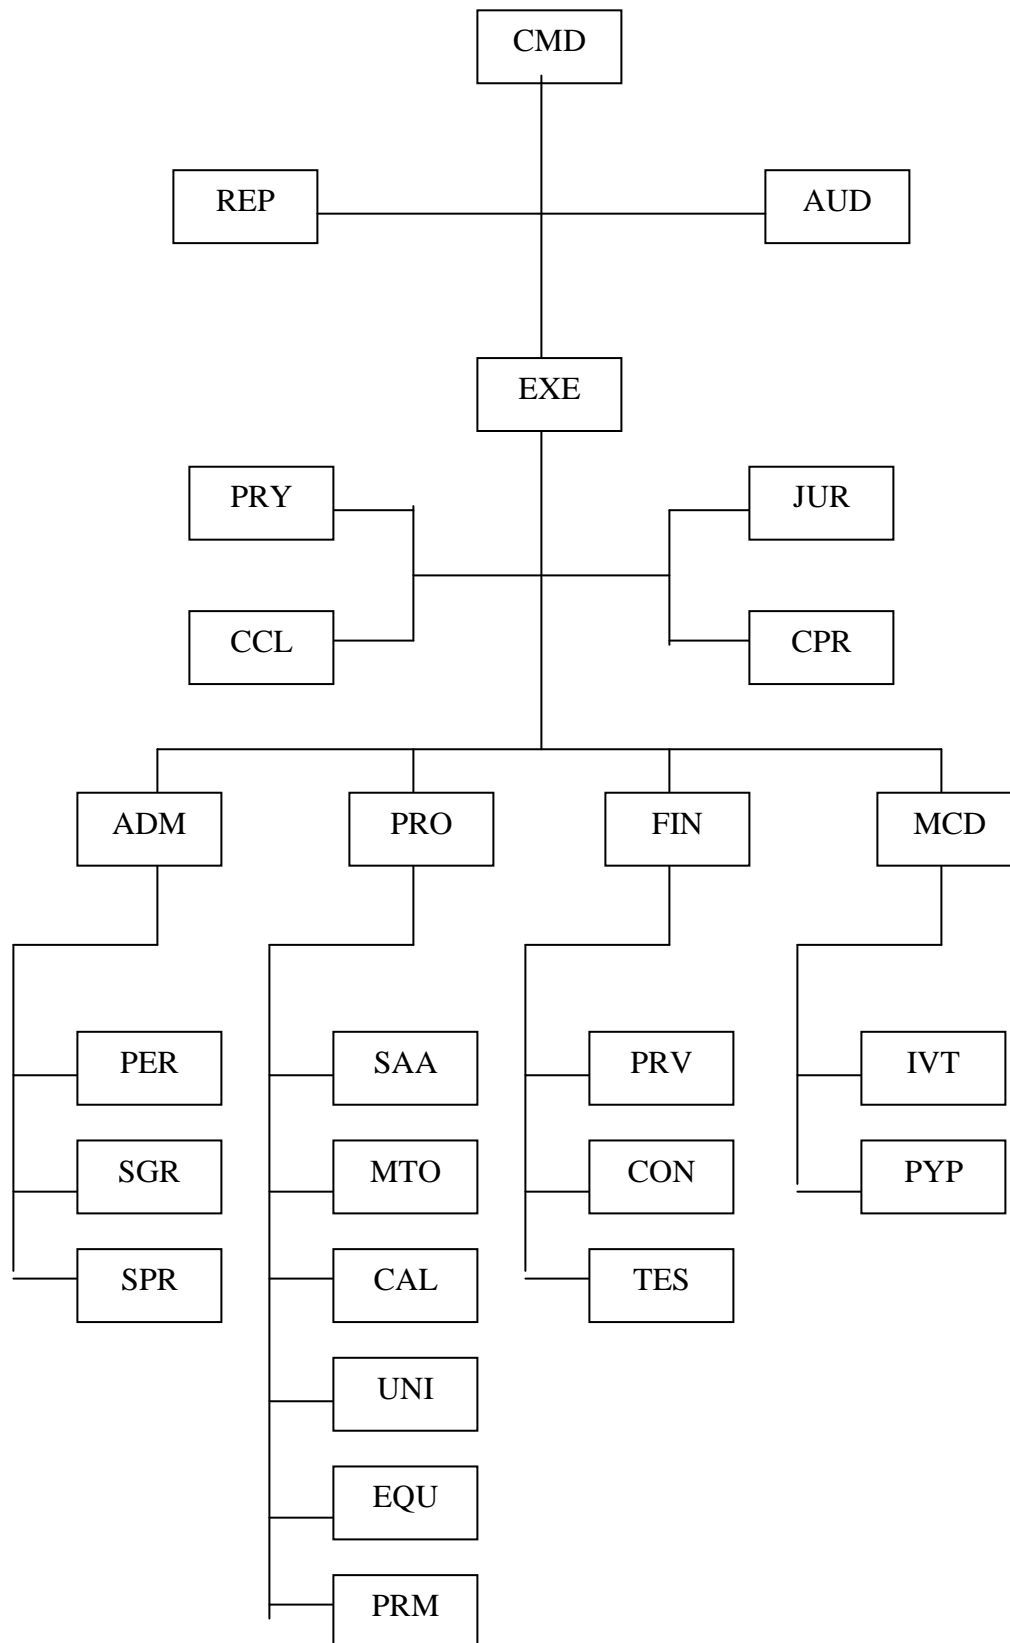 CMD
REP AUD
EXE
PRY JUR
CCL CPR
ADM PRO FIN MCD
PER SAA PRV IVT
SGR MTO CON PYP
SPR CAL TES
UNI
EQU
PRM